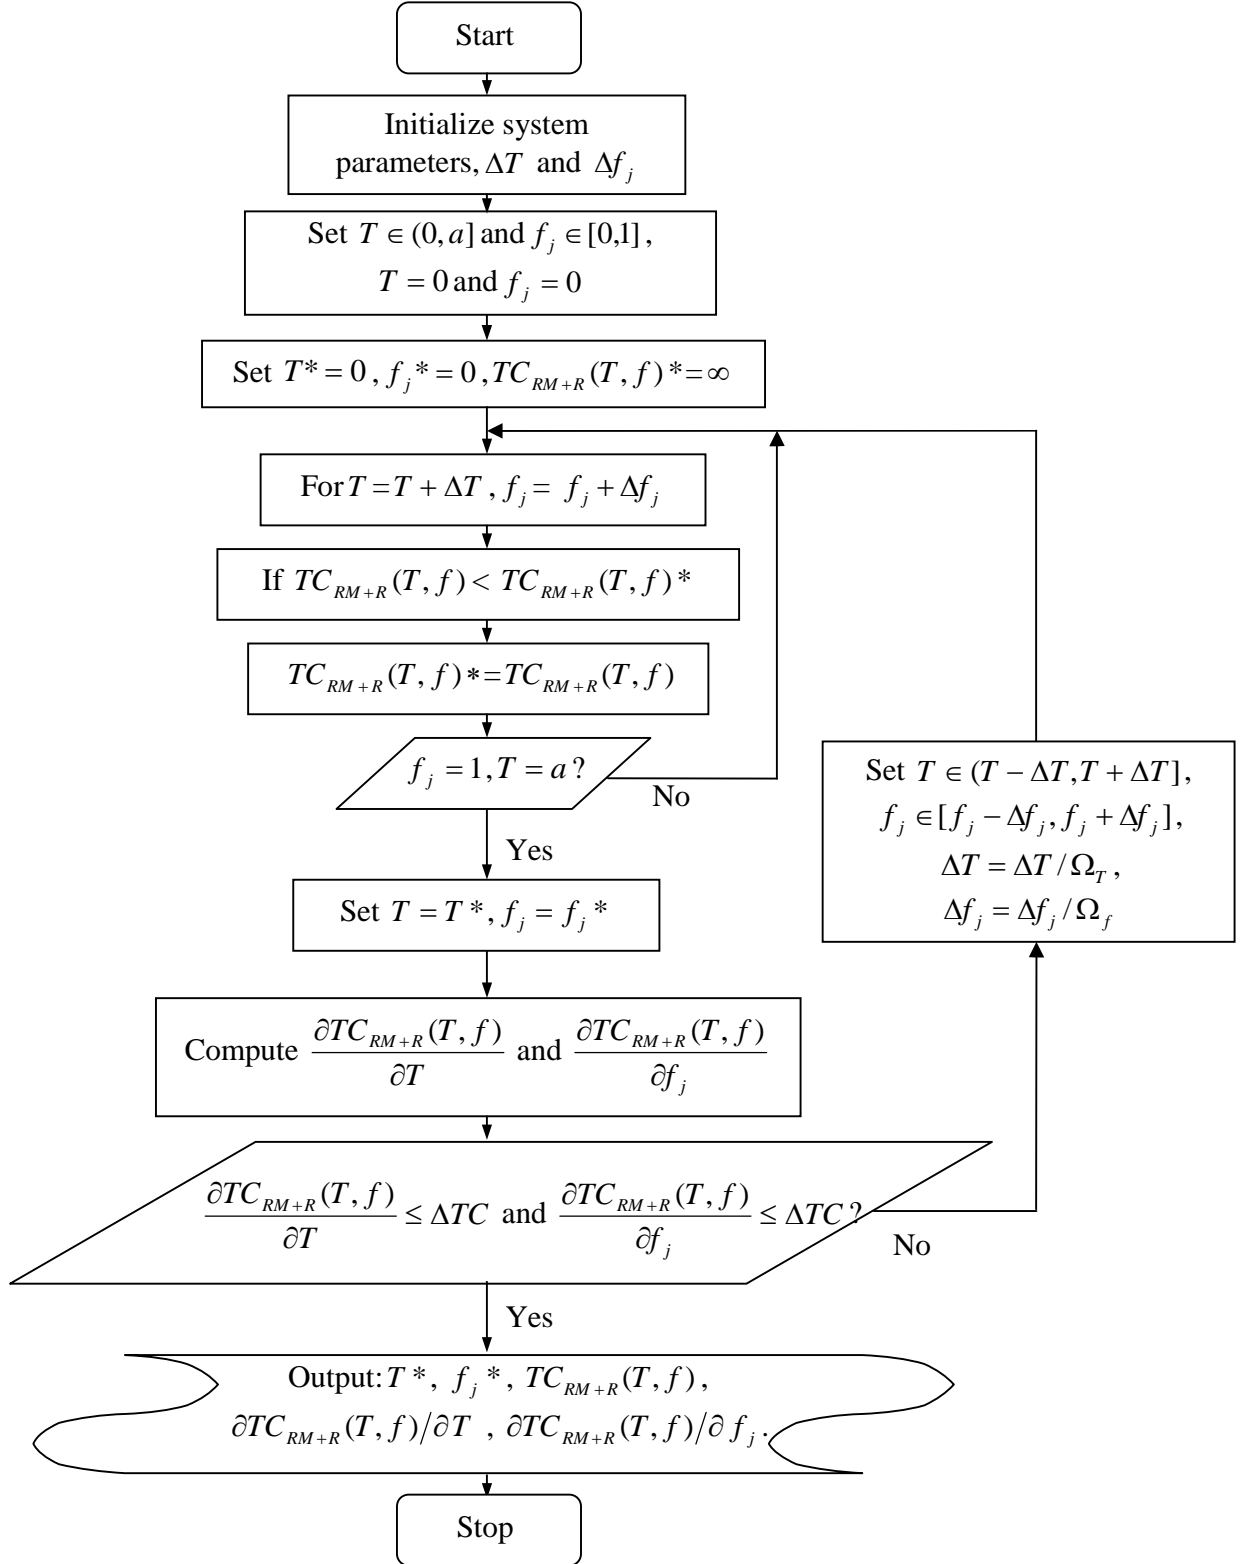 Start
Initialize system
parameters, ΔT and Δf_j
Set T ∈ (0, a] and f_j ∈ [0,1],
T = 0 and f_j = 0
Set T* = 0, f_j* = 0, TC_{RM+R}(T, f)* = ∞
For T = T + ΔT, f_j = f_j + Δf_j
If TC_{RM+R}(T, f) < TC_{RM+R}(T, f)*
TC_{RM+R}(T, f)* = TC_{RM+R}(T, f)
f_j = 1, T = a?
No
Yes
Set T = T*, f_j = f_j*
Compute ∂TC_{RM+R}(T, f)/∂T and ∂TC_{RM+R}(T, f)/∂f_j
∂TC_{RM+R}(T, f)/∂T ≤ ΔTC and ∂TC_{RM+R}(T, f)/∂f_j ≤ ΔTC?
No
Set T ∈ (T − ΔT, T + ΔT],
f_j ∈ [f_j − Δf_j, f_j + Δf_j],
ΔT = ΔT / Ω_T,
Δf_j = Δf_j / Ω_f
Yes
Output: T*, f_j*, TC_{RM+R}(T, f),
∂TC_{RM+R}(T, f)/∂T , ∂TC_{RM+R}(T, f)/∂f_j.
Stop